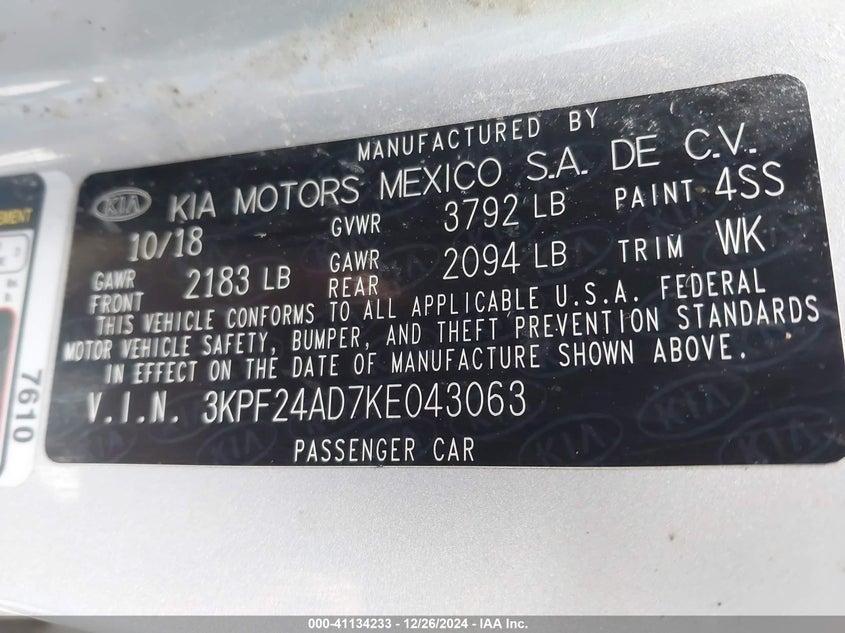 MANUFACTURED BY
KIA KIA MOTORS MEXICO S.A. DE C.V.
10/18 GVWR 3792 LB PAINT 4SS
GAWR FRONT 2183 LB GAWR REAR 2094 LB TRIM WK
THIS VEHICLE CONFORMS TO ALL APPLICABLE U.S.A. FEDERAL
MOTOR VEHICLE SAFETY, BUMPER, AND THEFT PREVENTION STANDARDS
IN EFFECT ON THE DATE OF MANUFACTURE SHOWN ABOVE.
V.I.N. 3KPF24AD7KE043063
PASSENGER CAR
7610
000-41134233 - 12/26/2024 - IAA Inc.